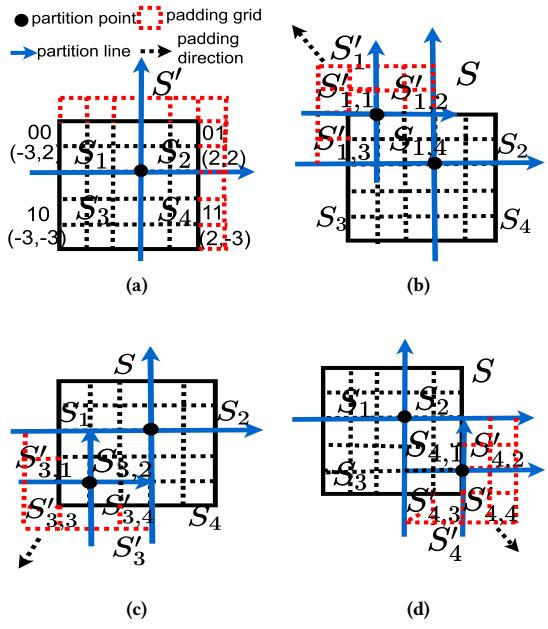 partition point padding grid
partition line padding direction
S′
00 01
(-3,2) S1 S2 (2,2)
10 11
S3 S4
(-3,-3) (2,-3)
(a)
S′1
S
S′1,1 S′1,2
S′1,3 S1,4 S2
S3 S4
(b)
S
S1 S2
S′3,1 S3,2
S′3,3 S′3,4 S4
S′3
(c)
S
S1 S2
S4,1 S′4,2
S3
S′4,3 S′4,4
S′4
(d)